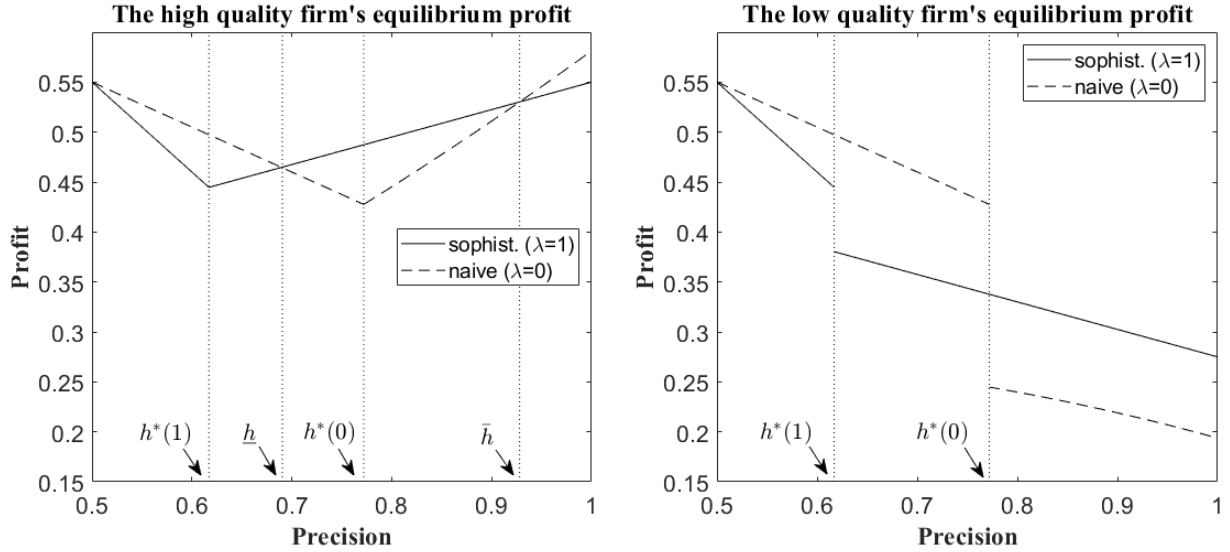 The high quality firm's equilibrium profit
0.55
0.5
0.45
0.4
0.35
0.3
0.25
0.2
0.15
Profit
sophist. (λ=1)
naive (λ=0)
h*(1)
h
h*(0)
h̄
0.5
0.6
0.7
0.8
0.9
1
Precision
The low quality firm's equilibrium profit
0.55
0.5
0.45
0.4
0.35
0.3
0.25
0.2
0.15
Profit
sophist. (λ=1)
naive (λ=0)
h*(1)
h*(0)
0.5
0.6
0.7
0.8
0.9
1
Precision